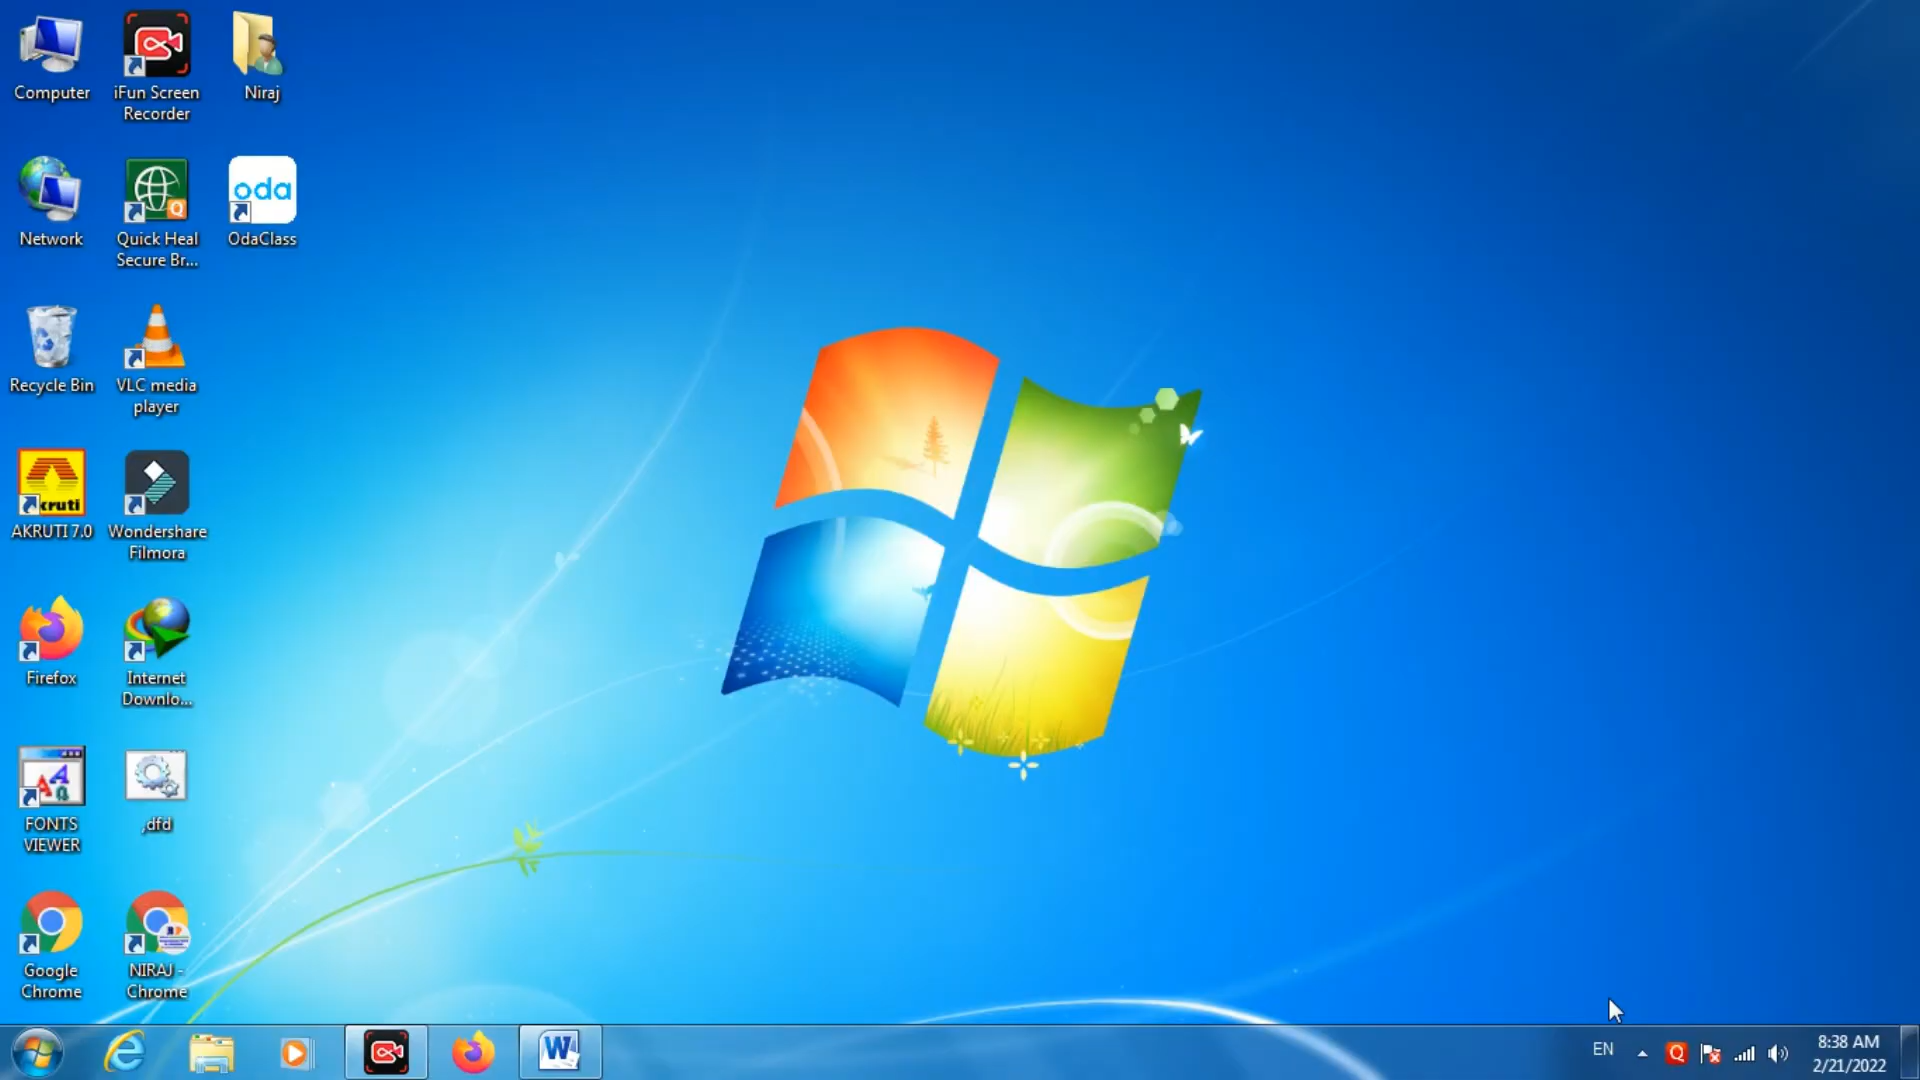 Computer
iFun Screen
Recorder
Niraj
Network
Quick Heal
Secure Br...
oda
OdaClass
Recycle Bin
VLC media
player
kruti
AKRUTI 7.0
Wondershare
Filmora
Firefox
Internet
Downlo...
FONTS
VIEWER
,dfd
Google
Chrome
NIRAJ -
Chrome
W
EN
Q
8:38 AM
2/21/2022